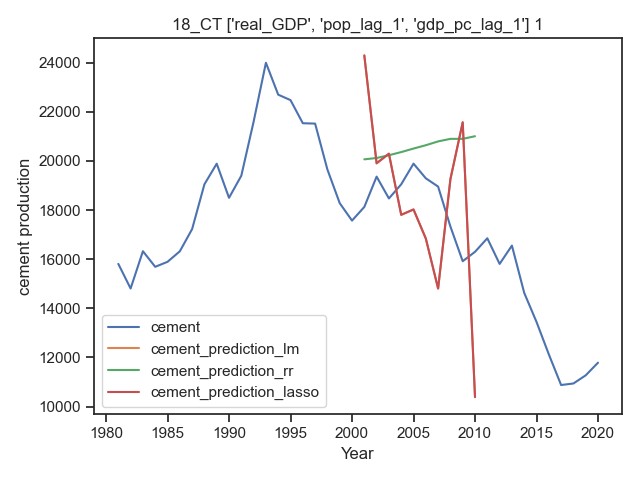 18_CT ['real_GDP', 'pop_lag_1', 'gdp_pc_lag_1'] 1
cement production
24000
22000
20000
18000
16000
14000
12000
10000
cement
cement_prediction_lm
cement_prediction_rr
cement_prediction_lasso
1980 1985 1990 1995 2000 2005 2010 2015 2020
Year